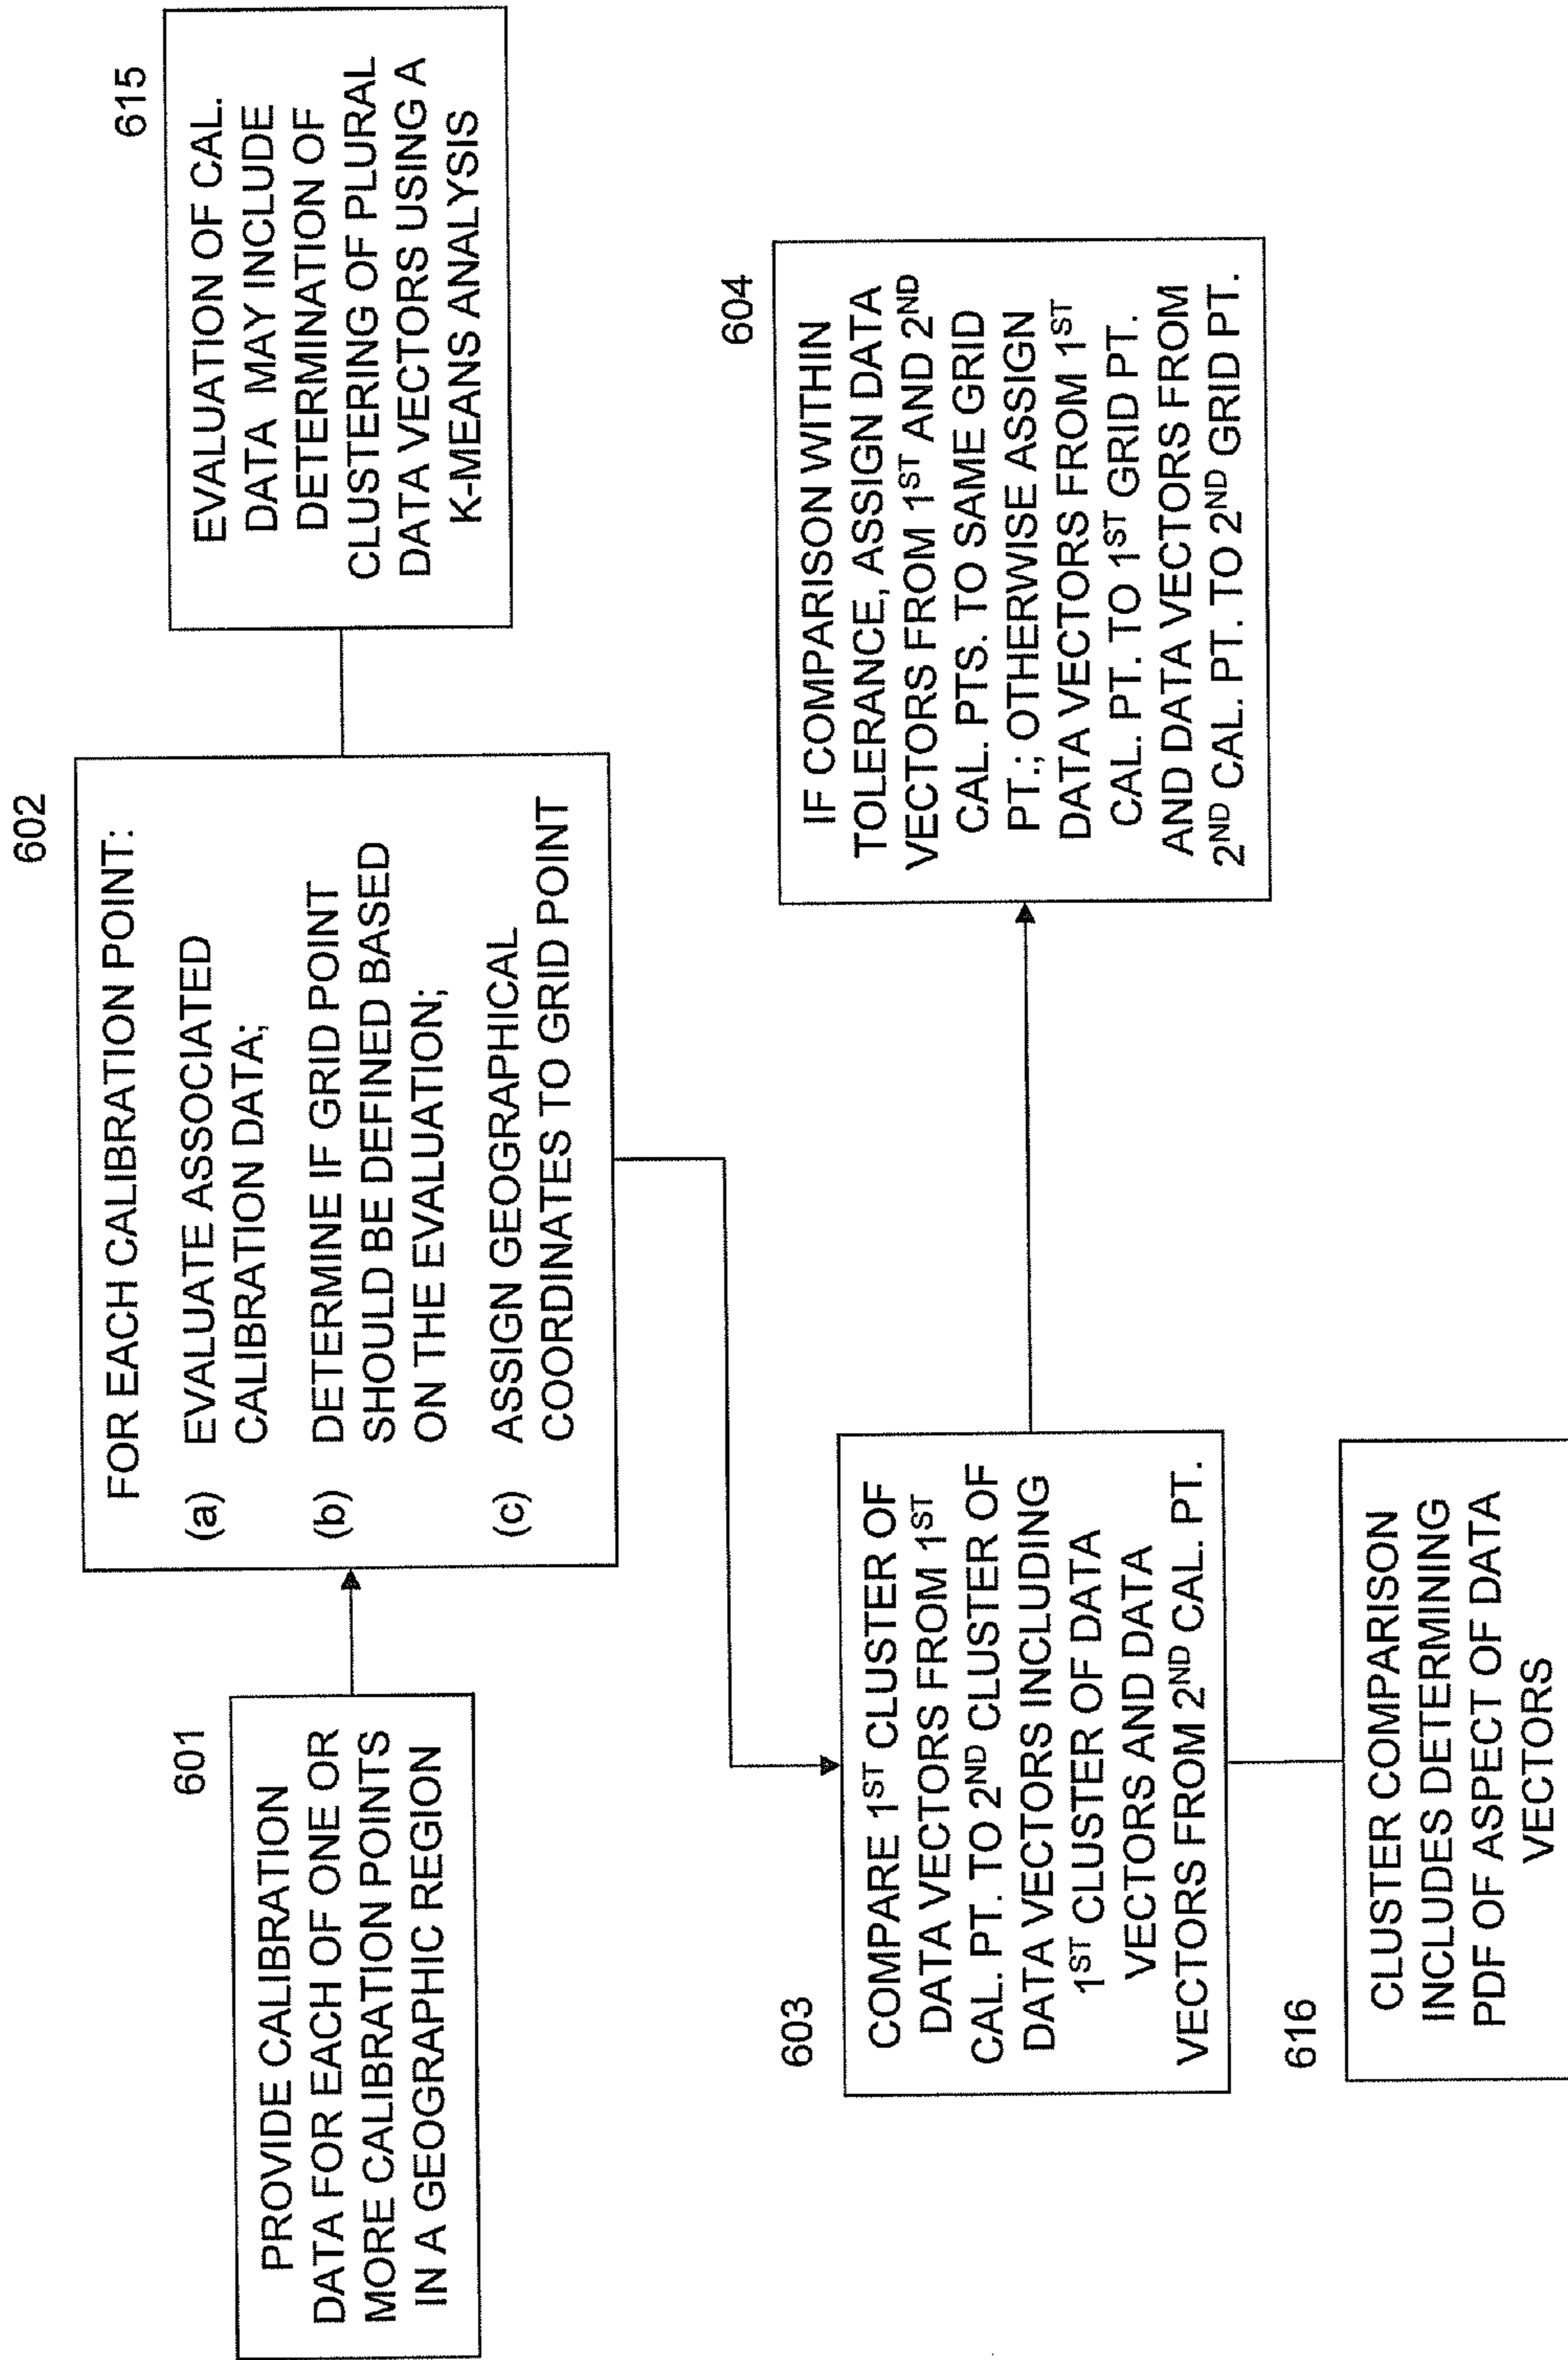 601
PROVIDE CALIBRATION
DATA FOR EACH OF ONE OR
MORE CALIBRATION POINTS
IN A GEOGRAPHIC REGION
602
FOR EACH CALIBRATION POINT:
(a) EVALUATE ASSOCIATED
CALIBRATION DATA;
(b) DETERMINE IF GRID POINT
SHOULD BE DEFINED BASED
ON THE EVALUATION;
(c) ASSIGN GEOGRAPHICAL
COORDINATES TO GRID POINT
615
EVALUATION OF CAL.
DATA MAY INCLUDE
DETERMINATION OF
CLUSTERING OF PLURAL
DATA VECTORS USING A
K-MEANS ANALYSIS
603
COMPARE 1ST CLUSTER OF
DATA VECTORS FROM 1ST
CAL. PT. TO 2ND CLUSTER OF
DATA VECTORS INCLUDING
1ST CLUSTER OF DATA
VECTORS AND DATA
VECTORS FROM 2ND CAL. PT.
604
IF COMPARISON WITHIN
TOLERANCE, ASSIGN DATA
VECTORS FROM 1ST AND 2ND
CAL. PTS. TO SAME GRID
PT.; OTHERWISE ASSIGN
DATA VECTORS FROM 1ST
CAL. PT. TO 1ST GRID PT.
AND DATA VECTORS FROM
2ND CAL. PT. TO 2ND GRID PT.
616
CLUSTER COMPARISON
INCLUDES DETERMINING
PDF OF ASPECT OF DATA
VECTORS